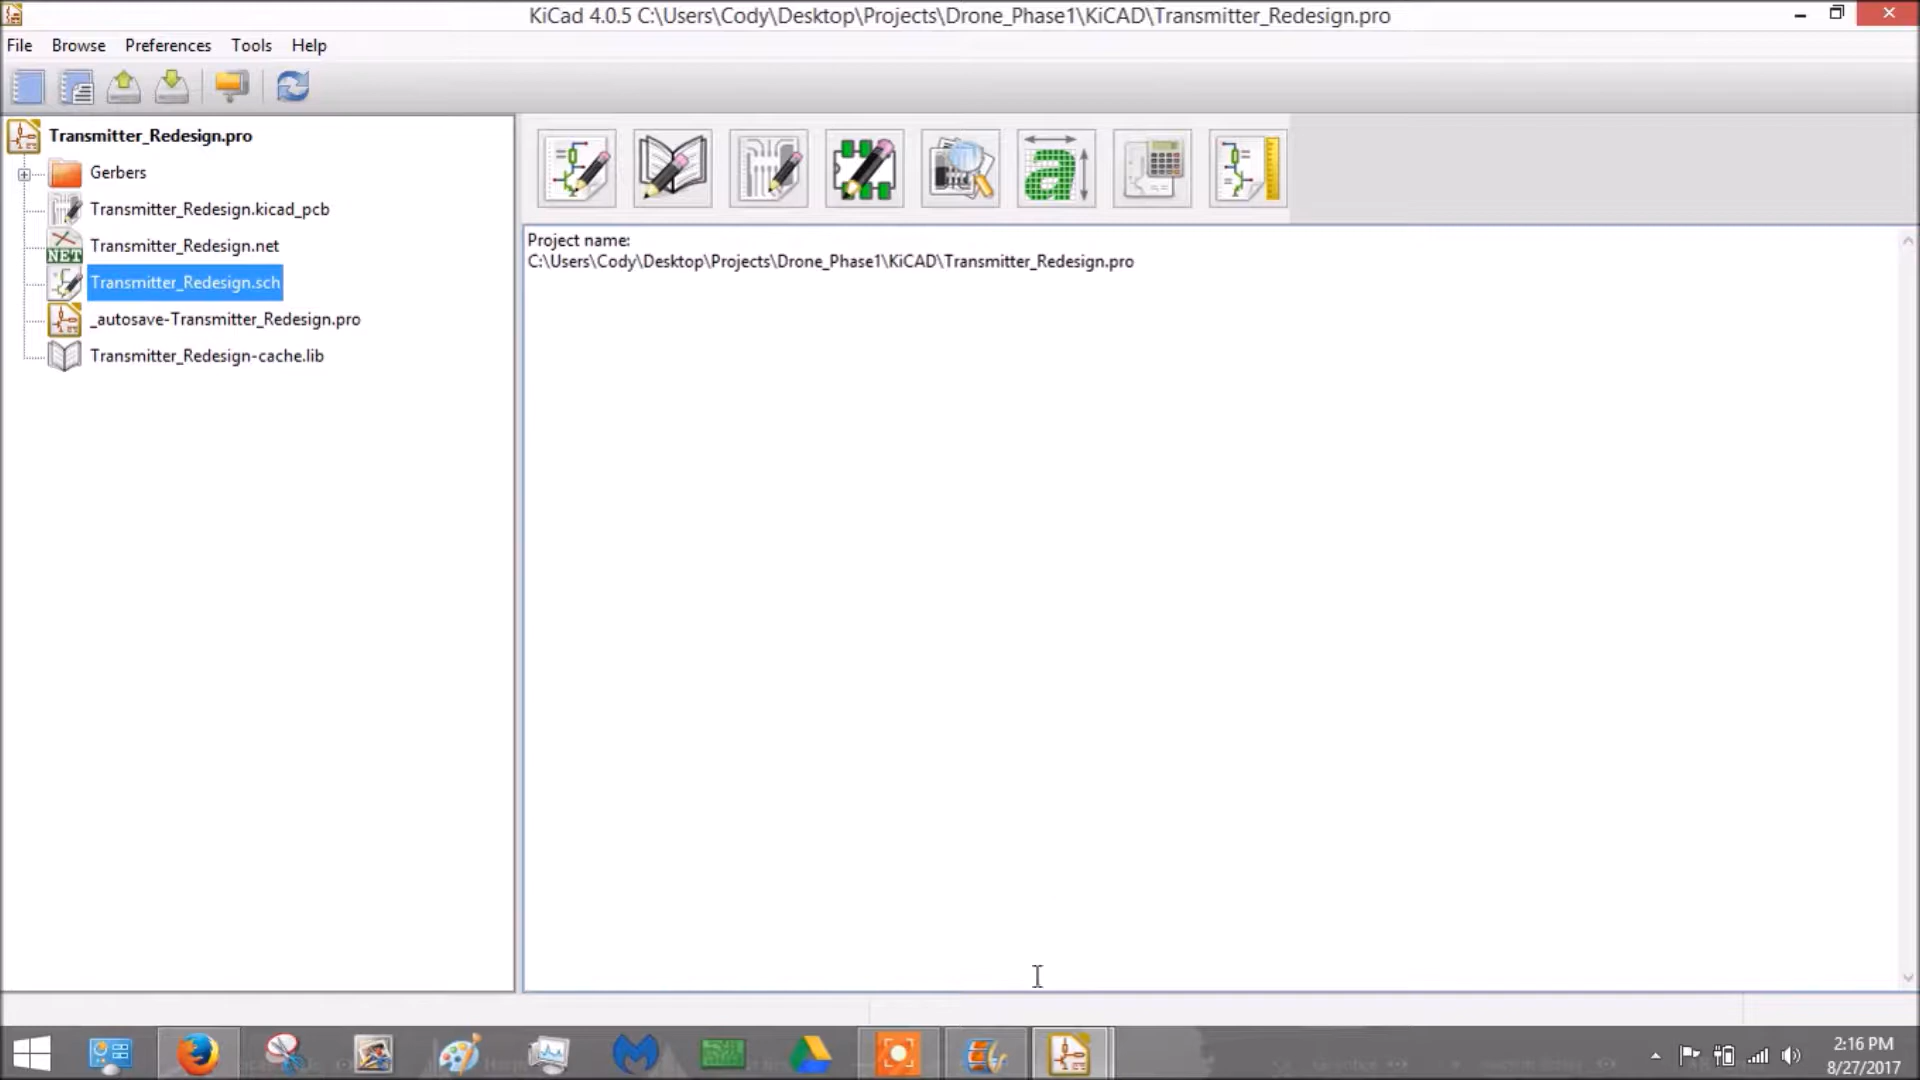 KiCad 4.0.5 C:\Users\Cody\Desktop\Projects\Drone_Phase1\KiCAD\Transmitter_Redesign.pro
File Browse Preferences Tools Help
Transmitter_Redesign.pro
Gerbers
Transmitter_Redesign.kicad_pcb
Transmitter_Redesign.net
NET
Transmitter_Redesign.sch
_autosave-Transmitter_Redesign.pro
Transmitter_Redesign-cache.lib
a
Project name:
C:\Users\Cody\Desktop\Projects\Drone_Phase1\KiCAD\Transmitter_Redesign.pro
2:16 PM
8/27/2017